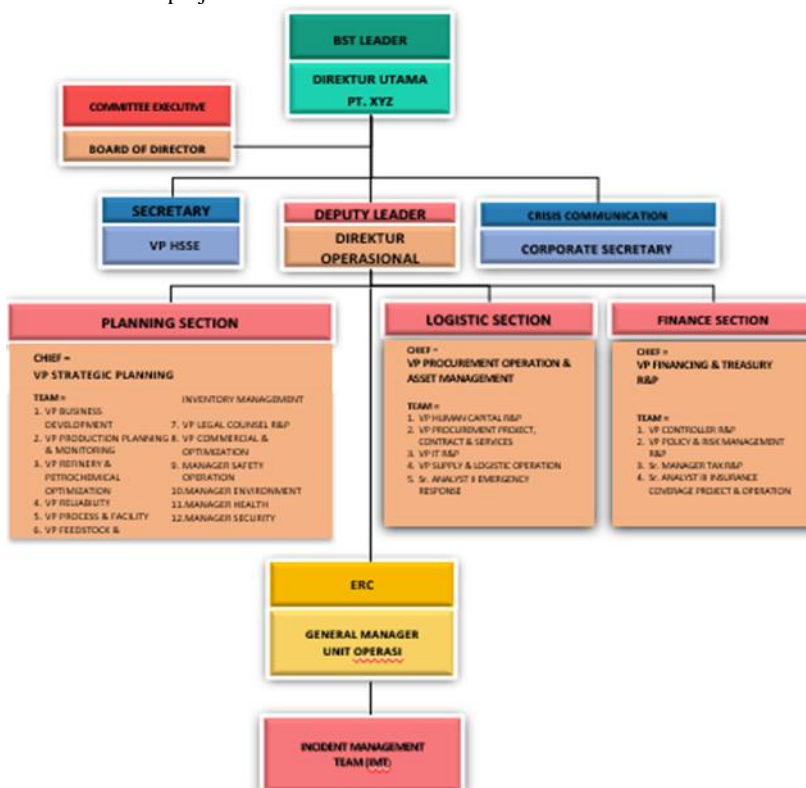 BST LEADER
DIREKTUR UTAMA
PT. XYZ
COMMITTEE EXECUTIVE
BOARD OF DIRECTOR
SECRETARY
VP HSSE
DEPUTY LEADER
DIREKTUR
OPERASIONAL
CRISIS COMMUNICATION
CORPORATE SECRETARY
PLANNING SECTION
CHIEF =
VP STRATEGIC PLANNING
TEAM =
1. VP BUSINESS
DEVELOPMENT
2. VP PRODUCTION PLANNING
& MONITORING
3. VP REFINERY &
PETROCHEMICAL
OPTIMIZATION
4. VP RELIABILITY
5. VP PROCESS & FACILITY
6. VP FEEDSTOCK &
INVENTORY MANAGEMENT
7. VP LEGAL COUNSEL R&P
8. VP COMMERCIAL &
OPTIMIZATION
9. MANAGER SAFETY
OPERATION
10.MANAGER ENVIRONMENT
11.MANAGER HEALTH
12.MANAGER SECURITY
LOGISTIC SECTION
CHIEF =
VP PROCUREMENT OPERATION &
ASSET MANAGEMENT
TEAM =
1. VP HUMAN CAPITAL R&P
2. VP PROCUREMENT PROJECT,
CONTRACT & SERVICES
3. VP IT R&P
4. VP SUPPLY & LOGISTIC OPERATION
5. Sr. ANALYST II EMERGENCY
RESPONSE
FINANCE SECTION
CHIEF =
VP FINANCING & TREASURY
R&P
TEAM =
1. VP CONTROLLER R&P
2. VP POLICY & RISK MANAGEMENT
R&P
3. Sr. MANAGER TAX R&P
4. Sr. ANALYST III INSURANCE
COVERAGE PROJECT & OPERATION
ERC
GENERAL MANAGER
UNIT OPERASI
INCIDENT MANAGEMENT
TEAM (IMT)